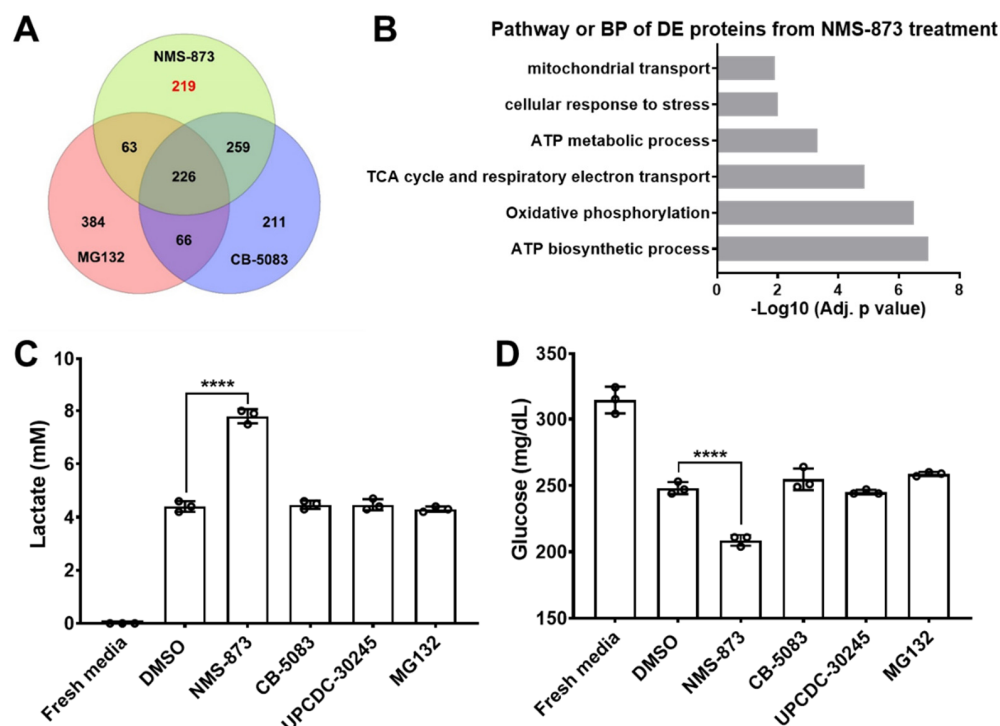 A
NMS-873
219
63
259
226
384
211
66
MG132
CB-5083
B
Pathway or BP of DE proteins from NMS-873 treatment
mitochondrial transport
cellular response to stress
ATP metabolic process
TCA cycle and respiratory electron transport
Oxidative phosphorylation
ATP biosynthetic process
0 2 4 6 8
-Log10 (Adj. p value)
C
Lactate (mM)
10
8
6
4
2
0
****
Fresh media
DMSO
NMS-873
CB-5083
UPCDC-30245
MG132
D
Glucose (mg/dL)
350
300
250
200
150
****
Fresh media
DMSO
NMS-873
CB-5083
UPCDC-30245
MG132